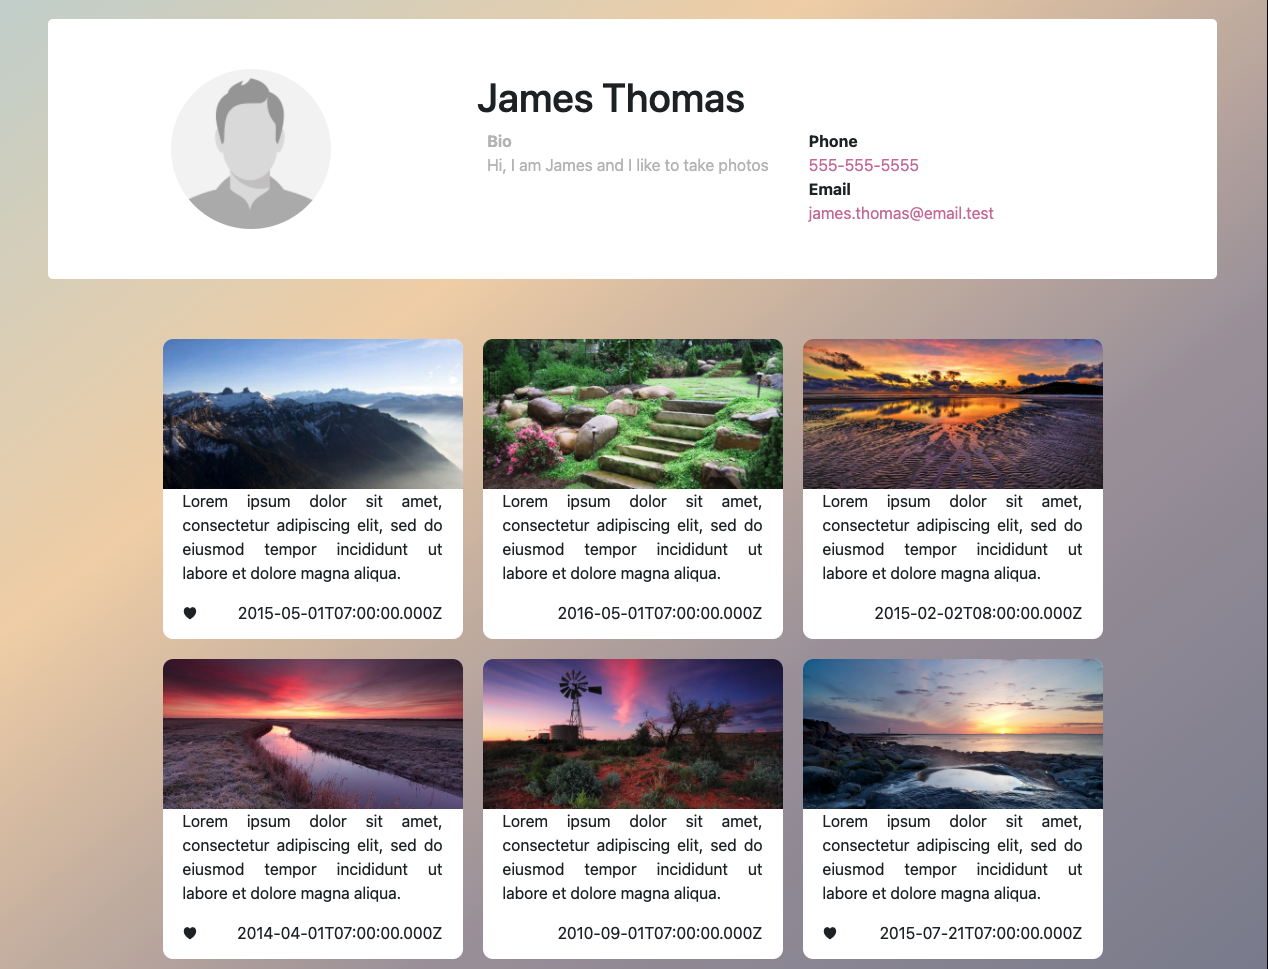 James Thomas
Bio
Hi, I am James and I like to take photos
Phone
555-555-5555
Email
james.thomas@email.test
Lorem ipsum dolor sit amet,
consectetur adipiscing elit, sed do
eiusmod tempor incididunt ut
labore et dolore magna aliqua.
2015-05-01T07:00:00.000Z
Lorem ipsum dolor sit amet,
consectetur adipiscing elit, sed do
eiusmod tempor incididunt ut
labore et dolore magna aliqua.
2016-05-01T07:00:00.000Z
Lorem ipsum dolor sit amet,
consectetur adipiscing elit, sed do
eiusmod tempor incididunt ut
labore et dolore magna aliqua.
2015-02-02T08:00:00.000Z
Lorem ipsum dolor sit amet,
consectetur adipiscing elit, sed do
eiusmod tempor incididunt ut
labore et dolore magna aliqua.
2014-04-01T07:00:00.000Z
Lorem ipsum dolor sit amet,
consectetur adipiscing elit, sed do
eiusmod tempor incididunt ut
labore et dolore magna aliqua.
2010-09-01T07:00:00.000Z
Lorem ipsum dolor sit amet,
consectetur adipiscing elit, sed do
eiusmod tempor incididunt ut
labore et dolore magna aliqua.
2015-07-21T07:00:00.000Z